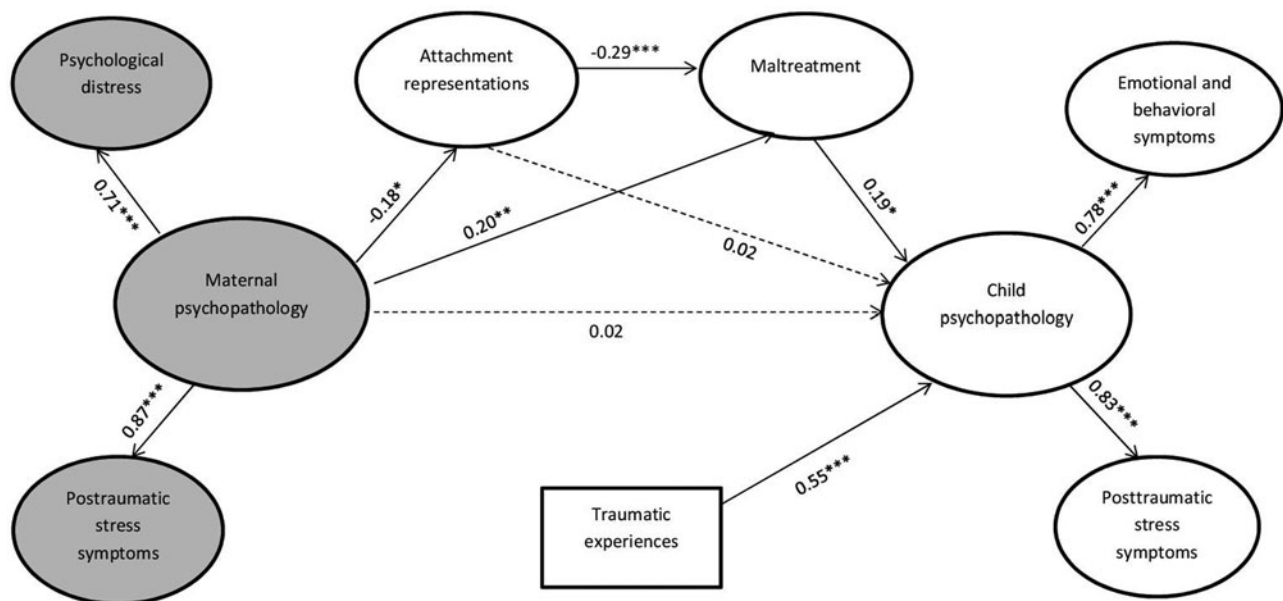 Psychological
distress
Attachment
representations
-0.29***
Maltreatment
Emotional and
behavioral
symptoms
0.71***
-0.18*
0.20**
0.02
0.19*
0.78***
Maternal
psychopathology
0.02
Child
psychopathology
0.87***
0.55***
0.83***
Postraumatic
stress
symptoms
Traumatic
experiences
Posttraumatic
stress
symptoms